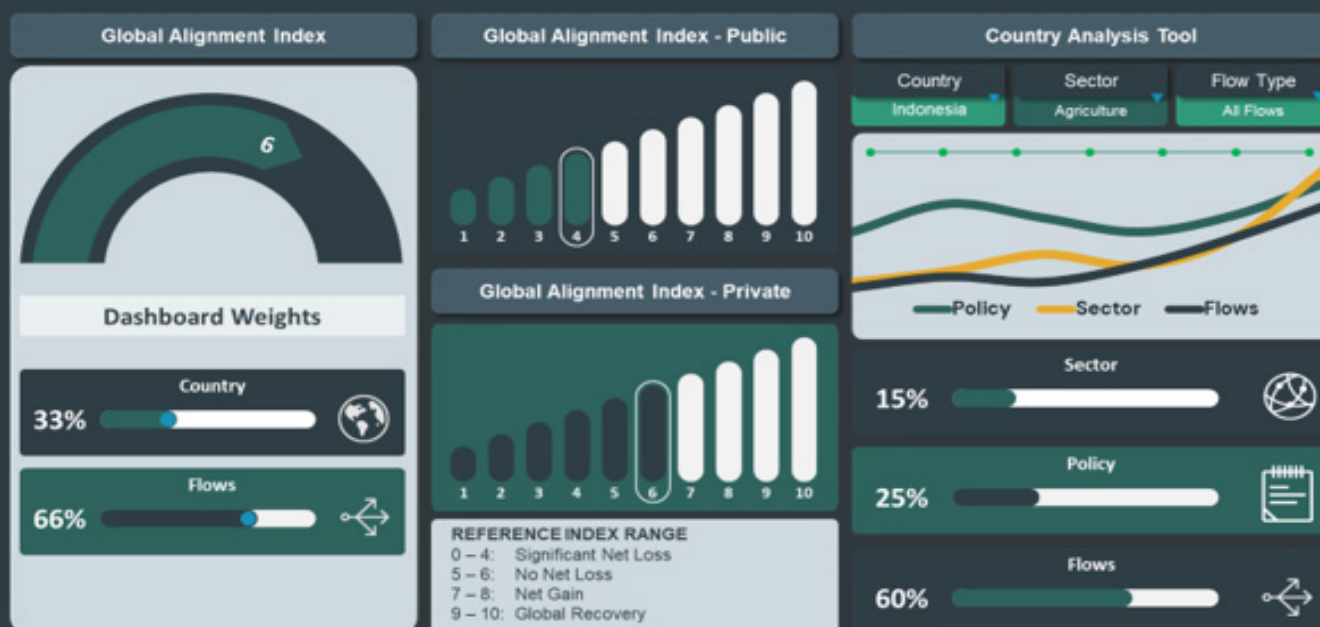 Global Alignment Index
6
Dashboard Weights
Country
33%
Flows
66%
Global Alignment Index - Public
1 2 3 4 5 6 7 8 9 10
Global Alignment Index - Private
1 2 3 4 5 6 7 8 9 10
REFERENCE INDEX RANGE
0 – 4: Significant Net Loss
5 – 6: No Net Loss
7 – 8: Net Gain
9 – 10: Global Recovery
Country Analysis Tool
Country Sector Flow Type
Indonesia Agriculture All Flows
Policy Sector Flows
Sector
15%
Policy
25%
Flows
60%